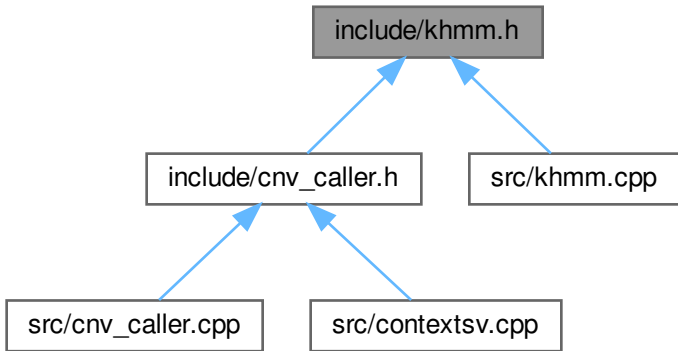 include/khmm.h
include/cnv_caller.h
src/khmm.cpp
src/cnv_caller.cpp
src/contextsv.cpp